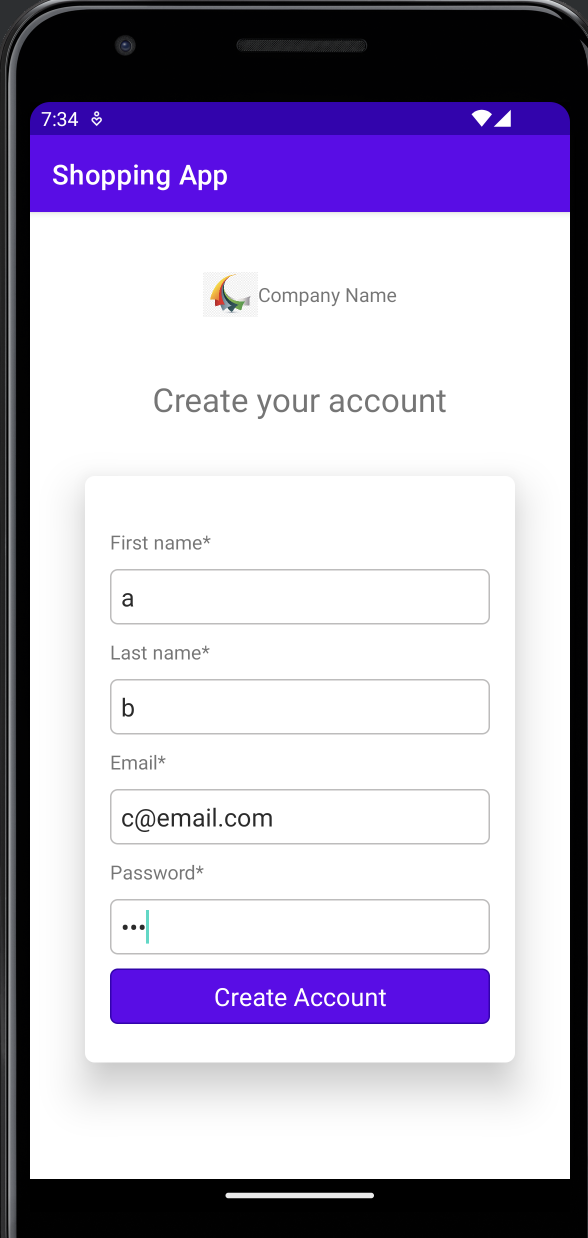 7:34
Shopping App
Company Name
Create your account
First name*
a
Last name*
b
Email*
c@email.com
Password*
•••
Create Account